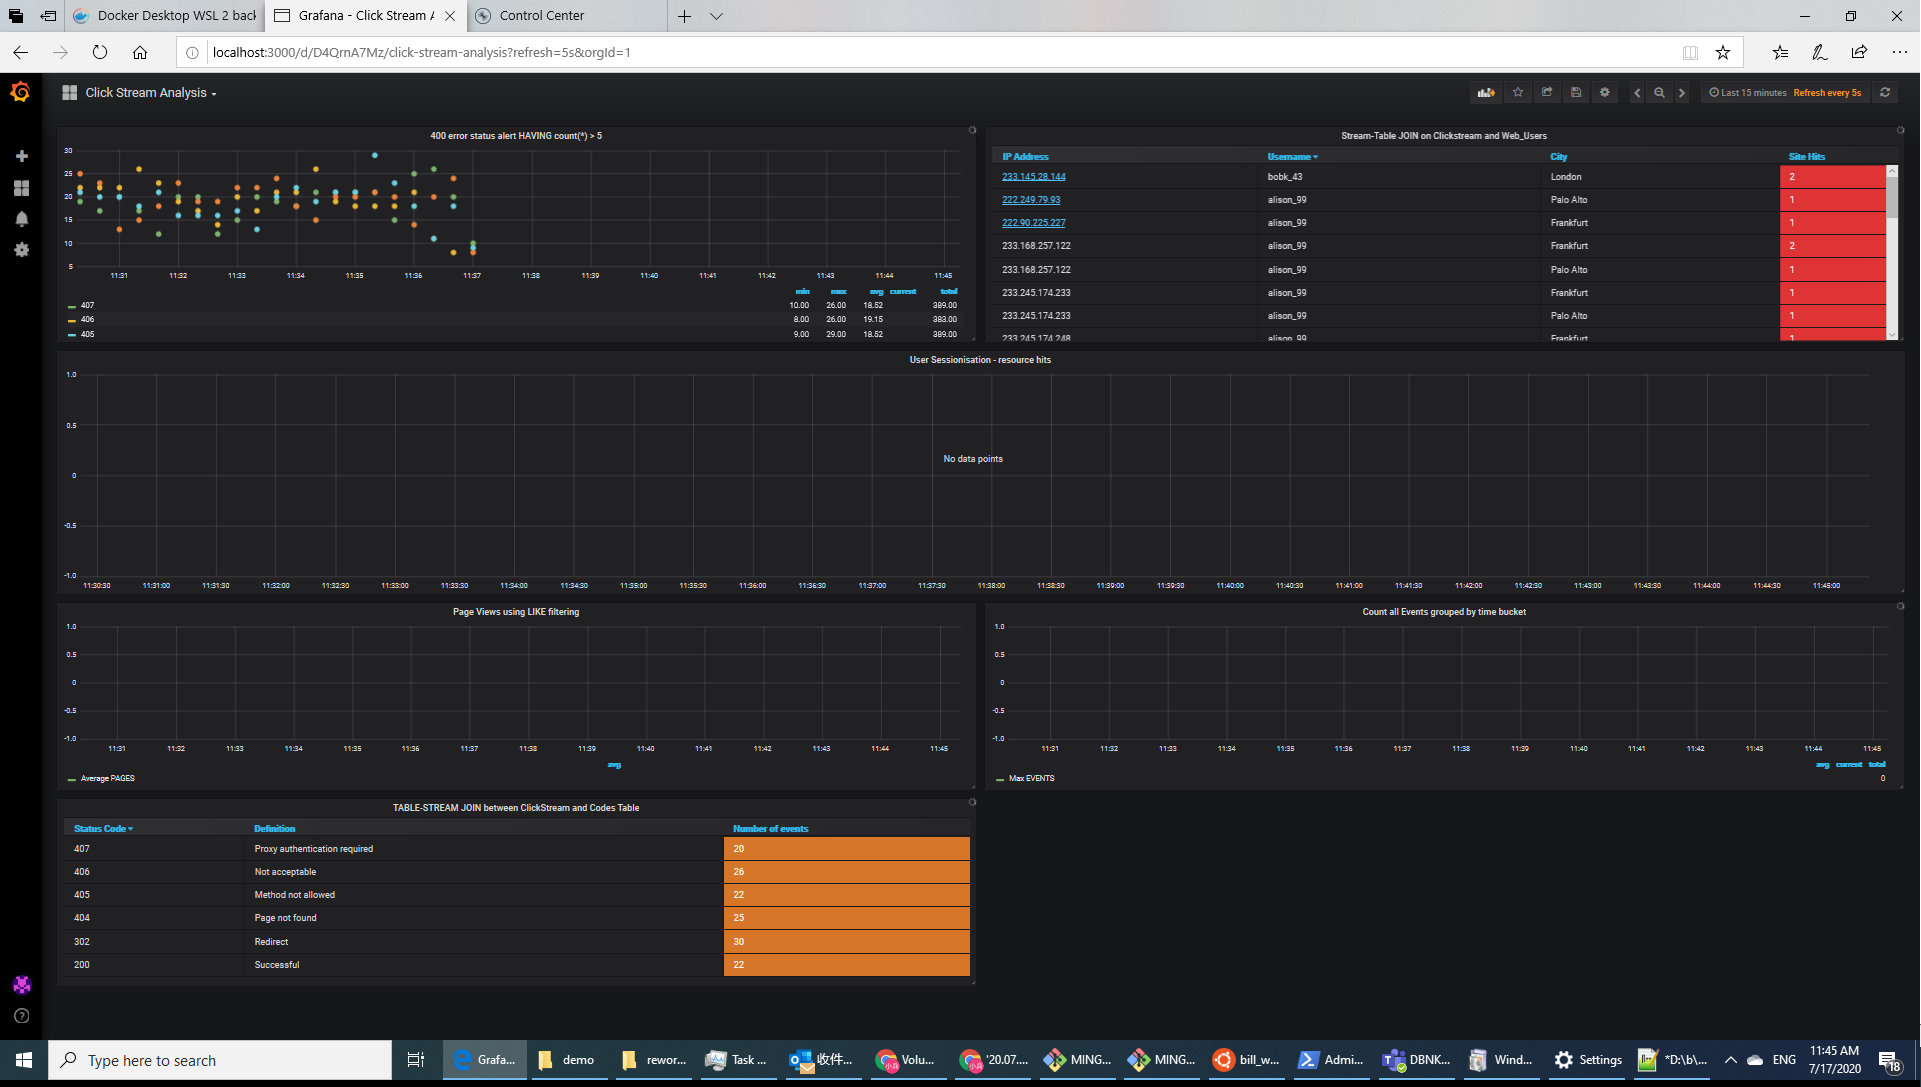 Docker Desktop WSL 2 back
Grafana - Click Stream A
Control Center
localhost:3000/d/D4QrnA7Mz/click-stream-analysis?refresh=5s&orgId=1
Click Stream Analysis
Last 15 minutes Refresh every 5s
400 error status alert HAVING count(*) > 5
30
25
20
15
10
5
11:31 11:32 11:33 11:34 11:35 11:36 11:37 11:38 11:39 11:40 11:41 11:42 11:43 11:44 11:45
min max avg current total
407 10.00 26.00 18.52 389.00
406 8.00 26.00 19.15 383.00
405 9.00 29.00 18.52 389.00
Stream-Table JOIN on Clickstream and Web_Users
IP Address Username City Site Hits
233.145.28.144 bobk_43 London 2
222.249.79.93 alison_99 Palo Alto 1
222.90.225.227 alison_99 Frankfurt 1
233.168.257.122 alison_99 Frankfurt 2
233.168.257.122 alison_99 Palo Alto 1
233.245.174.233 alison_99 Frankfurt 1
233.245.174.233 alison_99 Palo Alto 1
233.245.174.248 alison_99 Frankfurt 1
User Sessionisation - resource hits
1.0
0.5
0
-0.5
-1.0
No data points
11:30:30 11:31:00 11:31:30 11:32:00 11:32:30 11:33:00 11:33:30 11:34:00 11:34:30 11:35:00 11:35:30 11:36:00 11:36:30 11:37:00 11:37:30 11:38:00 11:38:30 11:39:00 11:39:30 11:40:00 11:40:30 11:41:00 11:41:30 11:42:00 11:42:30 11:43:00 11:43:30 11:44:00 11:44:30 11:45:00
Page Views using LIKE filtering
1.0
0.5
0
-0.5
-1.0
11:31 11:32 11:33 11:34 11:35 11:36 11:37 11:38 11:39 11:40 11:41 11:42 11:43 11:44 11:45
avg
Average PAGES
Count all Events grouped by time bucket
1.0
0.5
0
-0.5
-1.0
11:31 11:32 11:33 11:34 11:35 11:36 11:37 11:38 11:39 11:40 11:41 11:42 11:43 11:44 11:45
avg current total
Max EVENTS 0
TABLE-STREAM JOIN between ClickStream and Codes Table
Status Code Definition Number of events
407 Proxy authentication required 20
406 Not acceptable 26
405 Method not allowed 22
404 Page not found 25
302 Redirect 30
200 Successful 22
Type here to search
Grafa...
demo
rewor...
Task ...
收件...
Volu...
'20.07....
MING...
MING...
bill_w...
Admi...
DBNK...
Wind...
Settings
*D:\b\...
ENG
11:45 AM
7/17/2020
18